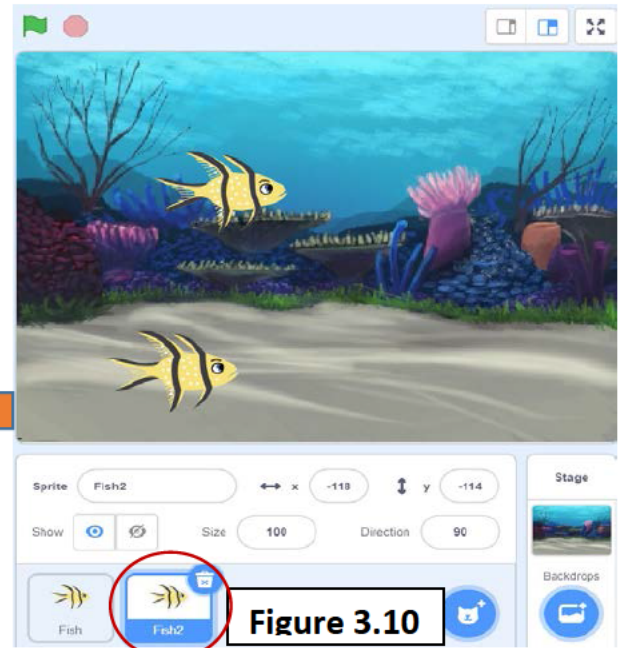 Sprite Fish2 x -118 y -114
Show Size 100 Direction 90
Stage
Backdrops
Fish
Fish2
Figure 3.10